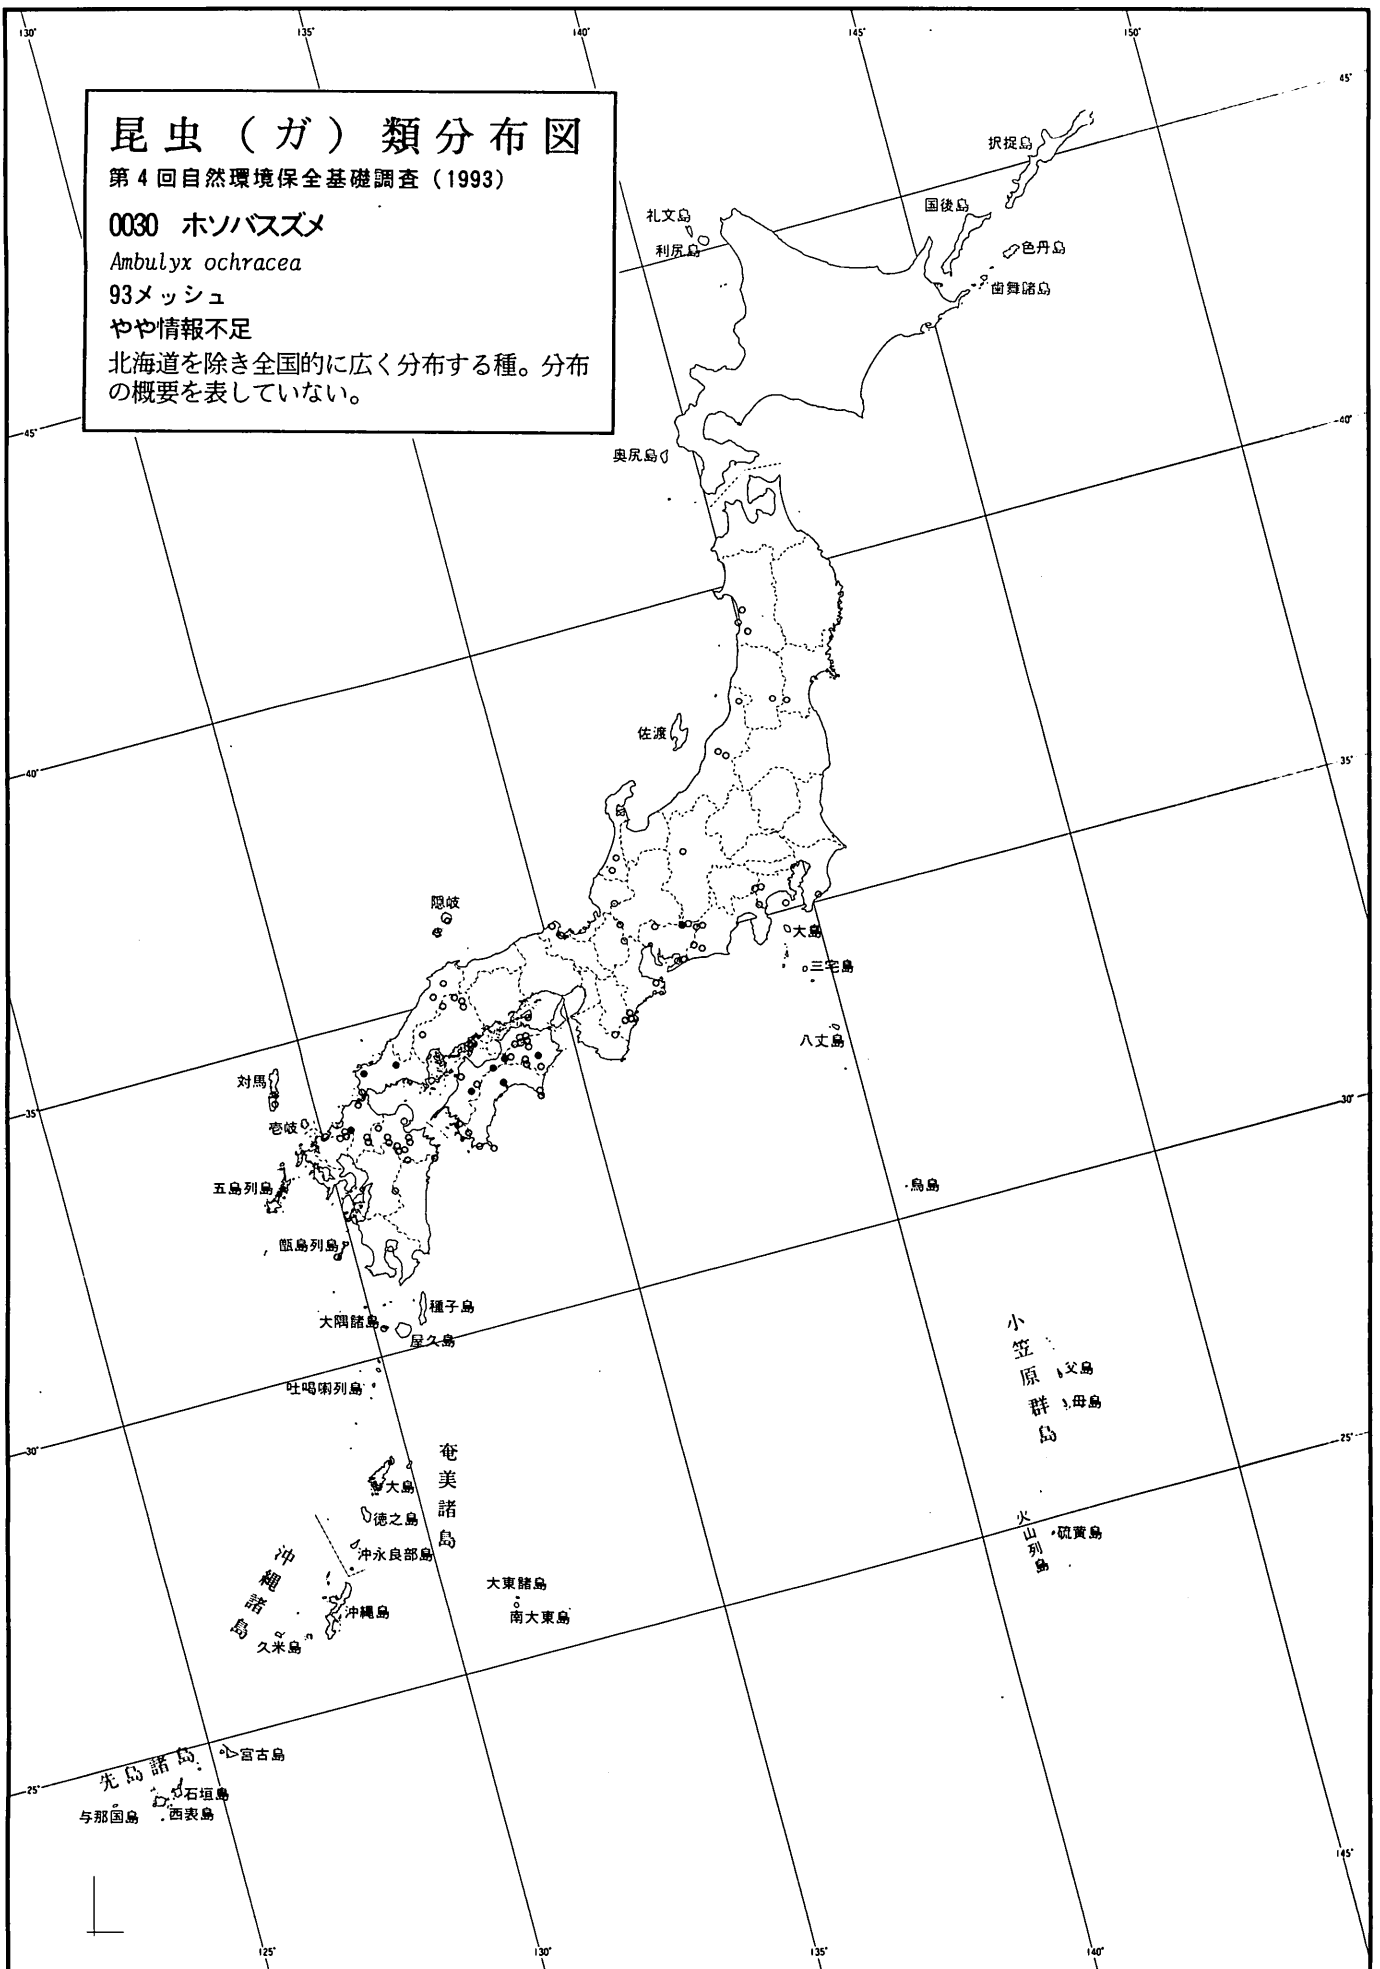 130°
135°
140°
145°
150°
昆虫（ガ）類分布図
第4回自然環境保全基礎調査（1993）
0030 ホソバスズメ
Ambulyx ochracea
93メッシュ
やや情報不足
北海道を除き全国的に広く分布する種。分布
の概要を表していない。
45°
択捉島
国後島
礼文島
利尻島
色丹島
歯舞諸島
40°
45°
奥尻島
佐渡
35°
40°
隠岐
大島
三宅島
八丈島
対馬
35°
壱岐
30°
五島列島
鳥島
甑島列島
種子島
大隅諸島
屋久島
小笠原群島
父島
吐喝喇列島
母島
25°
30°
奄美諸島
大島
徳之島
火山列島
硫黄島
沖永良部島
沖縄諸島
大東諸島
沖縄島
南大東島
久米島
宮古島
先島諸島
25°
石垣島
与那国島
西表島
145°
125°
130°
135°
140°